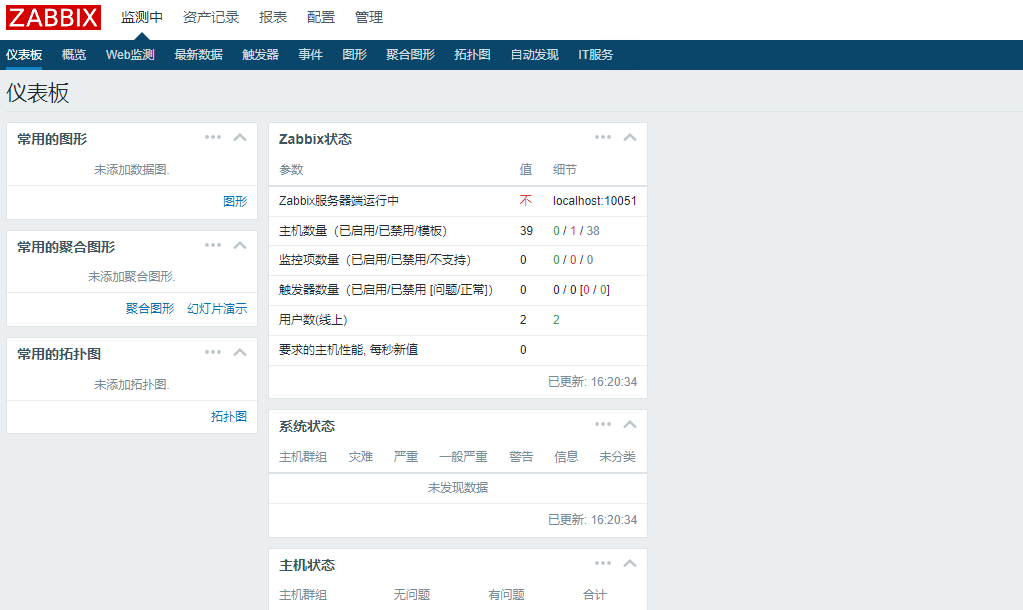 ZABBIX 监测中 资产记录 报表 配置 管理
仪表板 概览 Web监测 最新数据 触发器 事件 图形 聚合图形 拓扑图 自动发现 IT服务
仪表板
常用的图形
未添加数据图.
图形
常用的聚合图形
未添加聚合图形.
聚合图形 幻灯片演示
常用的拓扑图
未添加拓扑图.
拓扑图
Zabbix状态
参数 值 细节
Zabbix服务器端运行中 不 localhost:10051
主机数量（已启用/已禁用/模板） 39 0 / 1 / 38
监控项数量（已启用/已禁用/不支持） 0 0 / 0 / 0
触发器数量（已启用/已禁用 [问题/正常]） 0 0 / 0 [0 / 0]
用户数(线上) 2 2
要求的主机性能, 每秒新值 0
已更新: 16:20:34
系统状态
主机群组 灾难 严重 一般严重 警告 信息 未分类
未发现数据
已更新: 16:20:34
主机状态
主机群组 无问题 有问题 合计